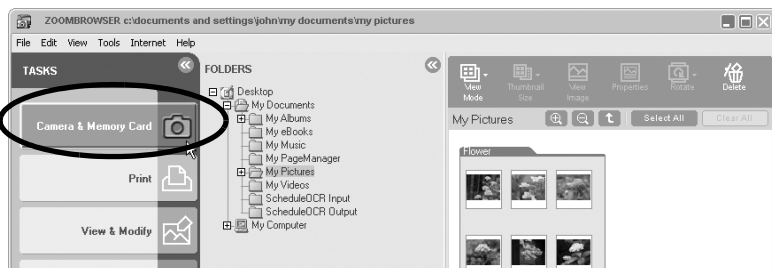 ZOOMBROWSER c:\documents and settings\john\my documents\my pictures
File Edit View Tools Internet Help
TASKS
Camera & Memory Card
Print
View & Modify
FOLDERS
Desktop
My Documents
My Albums
My eBooks
My Music
My PageManager
My Pictures
My Videos
ScheduleOCR Input
ScheduleOCR Output
My Computer
View Mode
Thumbnail Size
View Image
Properties
Rotate
Delete
My Pictures
Select All
Clear All
Flower